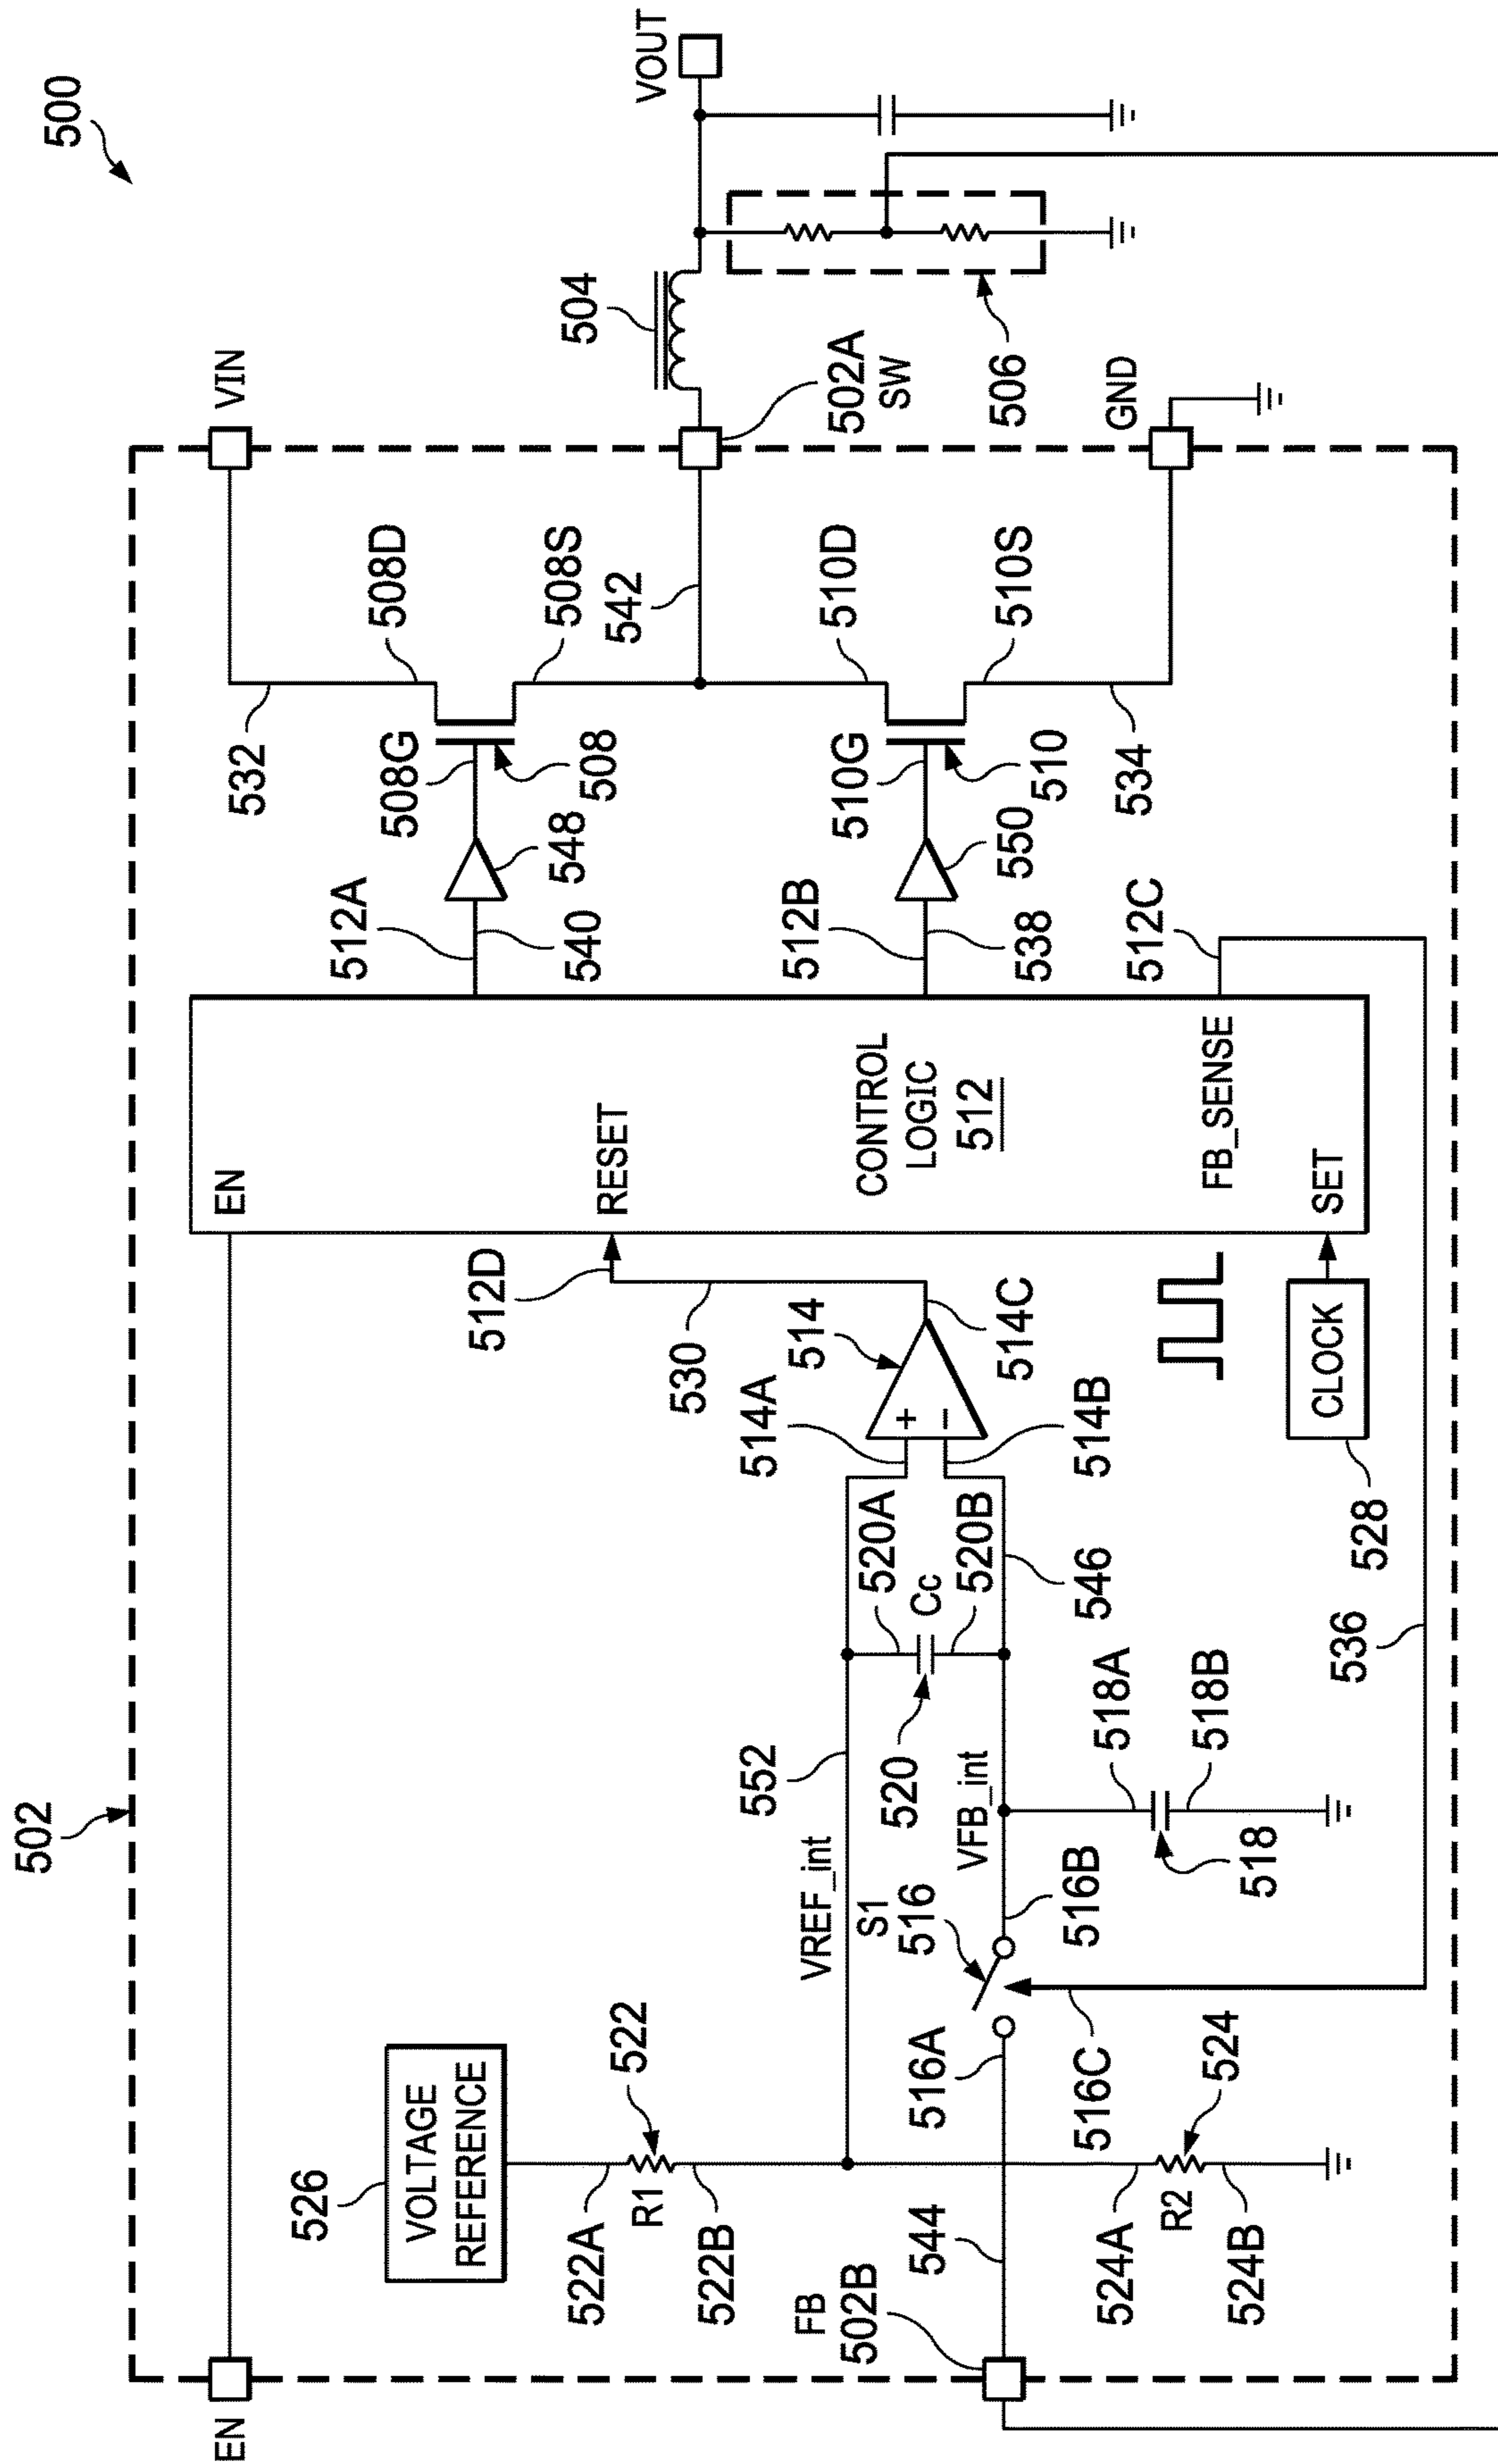 500
502
EN
VIN
532
508D
508G
508
508S
548
512A
540
542
504
VOUT
502A
SW
506
GND
510D
510G
510
510S
534
550
512B
538
512C
EN
RESET
CONTROL
LOGIC
512
FB_SENSE
SET
512D
530
514
514A
514B
514C
CLOCK
528
536
520A
Cc
520B
520
546
552
VREF_int
VFB_int
518A
518B
518
S1
516
516A
516B
516C
526
VOLTAGE
REFERENCE
522A
522
R1
522B
524A
524
R2
524B
544
FB
502B
+
−